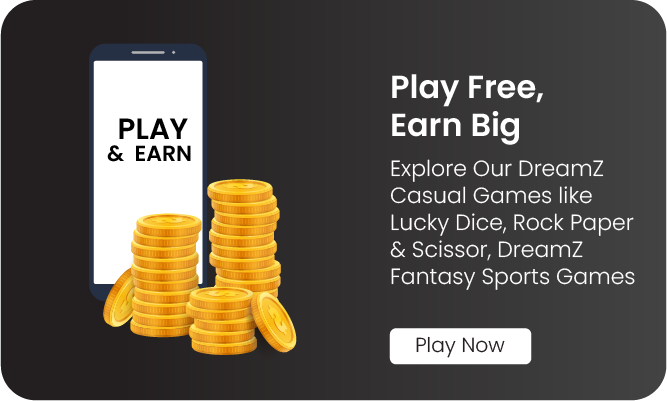 PLAY
& EARN
Play Free,
Earn Big
Explore Our DreamZ
Casual Games like
Lucky Dice, Rock Paper
& Scissor, DreamZ
Fantasy Sports Games
Play Now